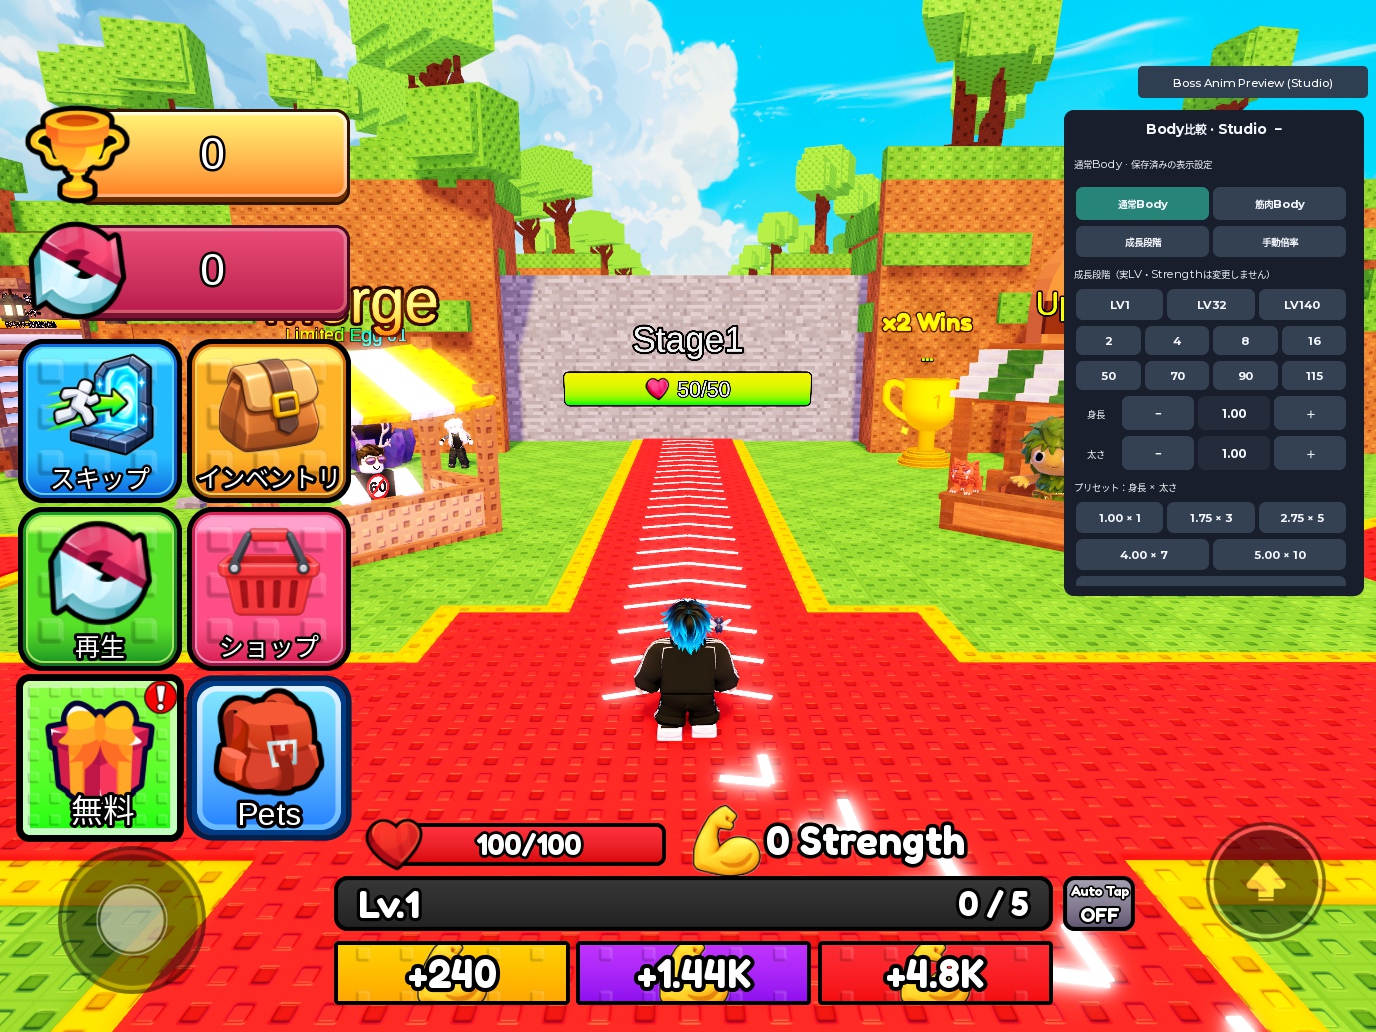 0
0
Limited Egg
スキップ
インベントリ
再生
ショップ
無料
Pets
60
Stage1
50/50
x2 Wins
...
1
Up
Boss Anim Preview (Studio)
Body比較 · Studio －
通常Body · 保存済みの表示設定
通常Body 筋肉Body
成長段階 手動倍率
成長段階（実LV・Strengthは変更しません）
LV1 LV32 LV140
2 4 8 16
50 70 90 115
身長 － 1.00 ＋
太さ － 1.00 ＋
プリセット：身長 × 太さ
1.00 × 1 1.75 × 3 2.75 × 5
4.00 × 7 5.00 × 10
100/100
0 Strength
Lv.1 0 / 5
Auto Tap
OFF
+240 +1.44K +4.8K